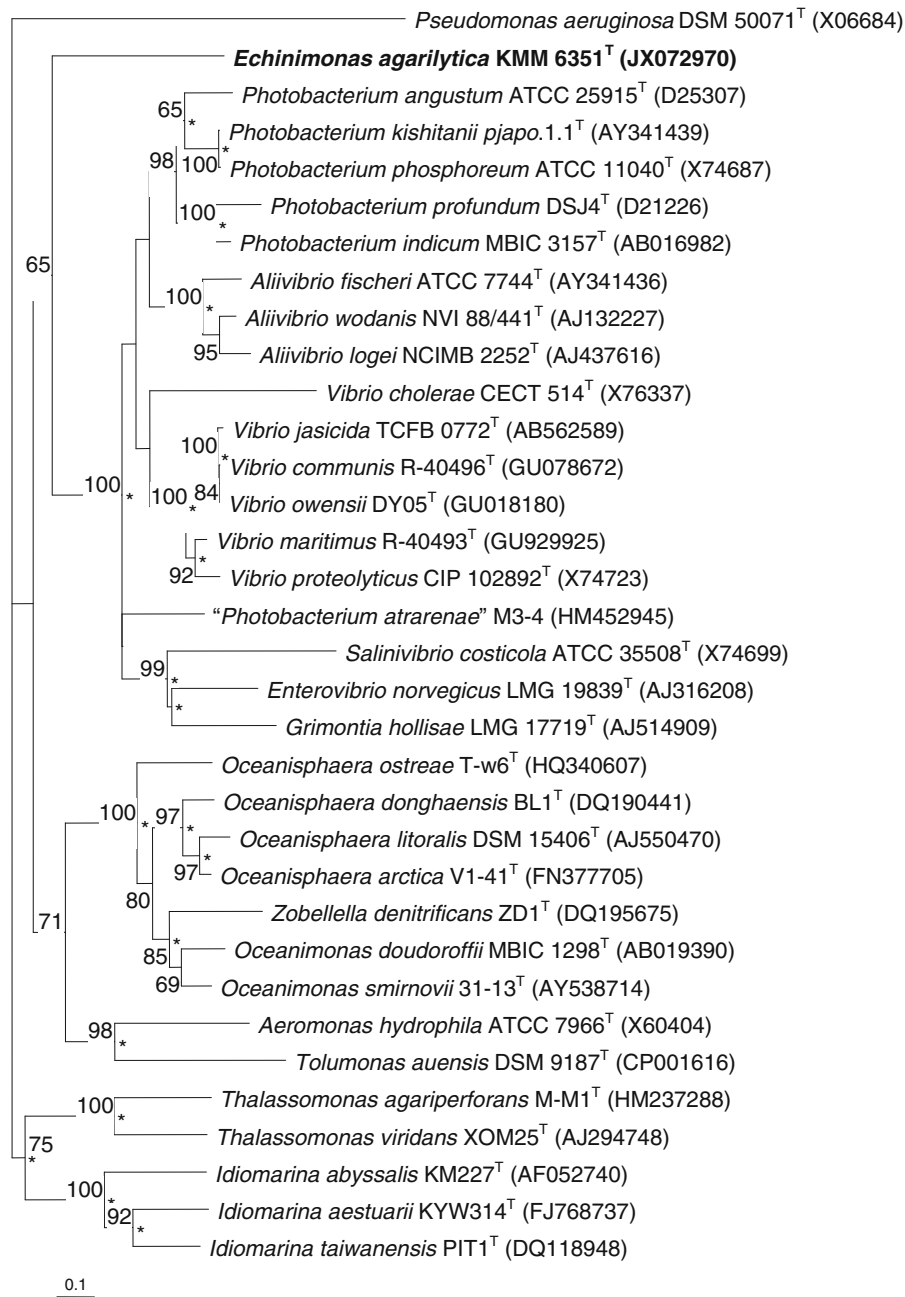 Pseudomonas aeruginosa DSM 50071T (X06684)
Echinimonas agarilytica KMM 6351T (JX072970)
Photobacterium angustum ATCC 25915T (D25307)
65
*
Photobacterium kishitanii pjapo.1.1T (AY341439)
*
98
100
Photobacterium phosphoreum ATCC 11040T (X74687)
100
Photobacterium profundum DSJ4T (D21226)
*
Photobacterium indicum MBIC 3157T (AB016982)
65
Aliivibrio fischeri ATCC 7744T (AY341436)
100
*
Aliivibrio wodanis NVI 88/441T (AJ132227)
95
Aliivibrio logei NCIMB 2252T (AJ437616)
Vibrio cholerae CECT 514T (X76337)
100
Vibrio jasicida TCFB 0772T (AB562589)
*
Vibrio communis R-40496T (GU078672)
100
*
100
84
*
Vibrio owensii DY05T (GU018180)
Vibrio maritimus R-40493T (GU929925)
*
92
Vibrio proteolyticus CIP 102892T (X74723)
“Photobacterium atrarenae” M3-4 (HM452945)
Salinivibrio costicola ATCC 35508T (X74699)
99
*
Enterovibrio norvegicus LMG 19839T (AJ316208)
*
Grimontia hollisae LMG 17719T (AJ514909)
Oceanisphaera ostreae T-w6T (HQ340607)
100
*
97
*
Oceanisphaera donghaensis BL1T (DQ190441)
Oceanisphaera litoralis DSM 15406T (AJ550470)
*
97
Oceanisphaera arctica V1-41T (FN377705)
80
71
Zobellella denitrificans ZD1T (DQ195675)
*
85
Oceanimonas doudoroffii MBIC 1298T (AB019390)
69
Oceanimonas smirnovii 31-13T (AY538714)
98
*
Aeromonas hydrophila ATCC 7966T (X60404)
Tolumonas auensis DSM 9187T (CP001616)
100
*
Thalassomonas agariperforans M-M1T (HM237288)
Thalassomonas viridans XOM25T (AJ294748)
75
*
Idiomarina abyssalis KM227T (AF052740)
100
*
92
*
Idiomarina aestuarii KYW314T (FJ768737)
Idiomarina taiwanensis PIT1T (DQ118948)
0.1